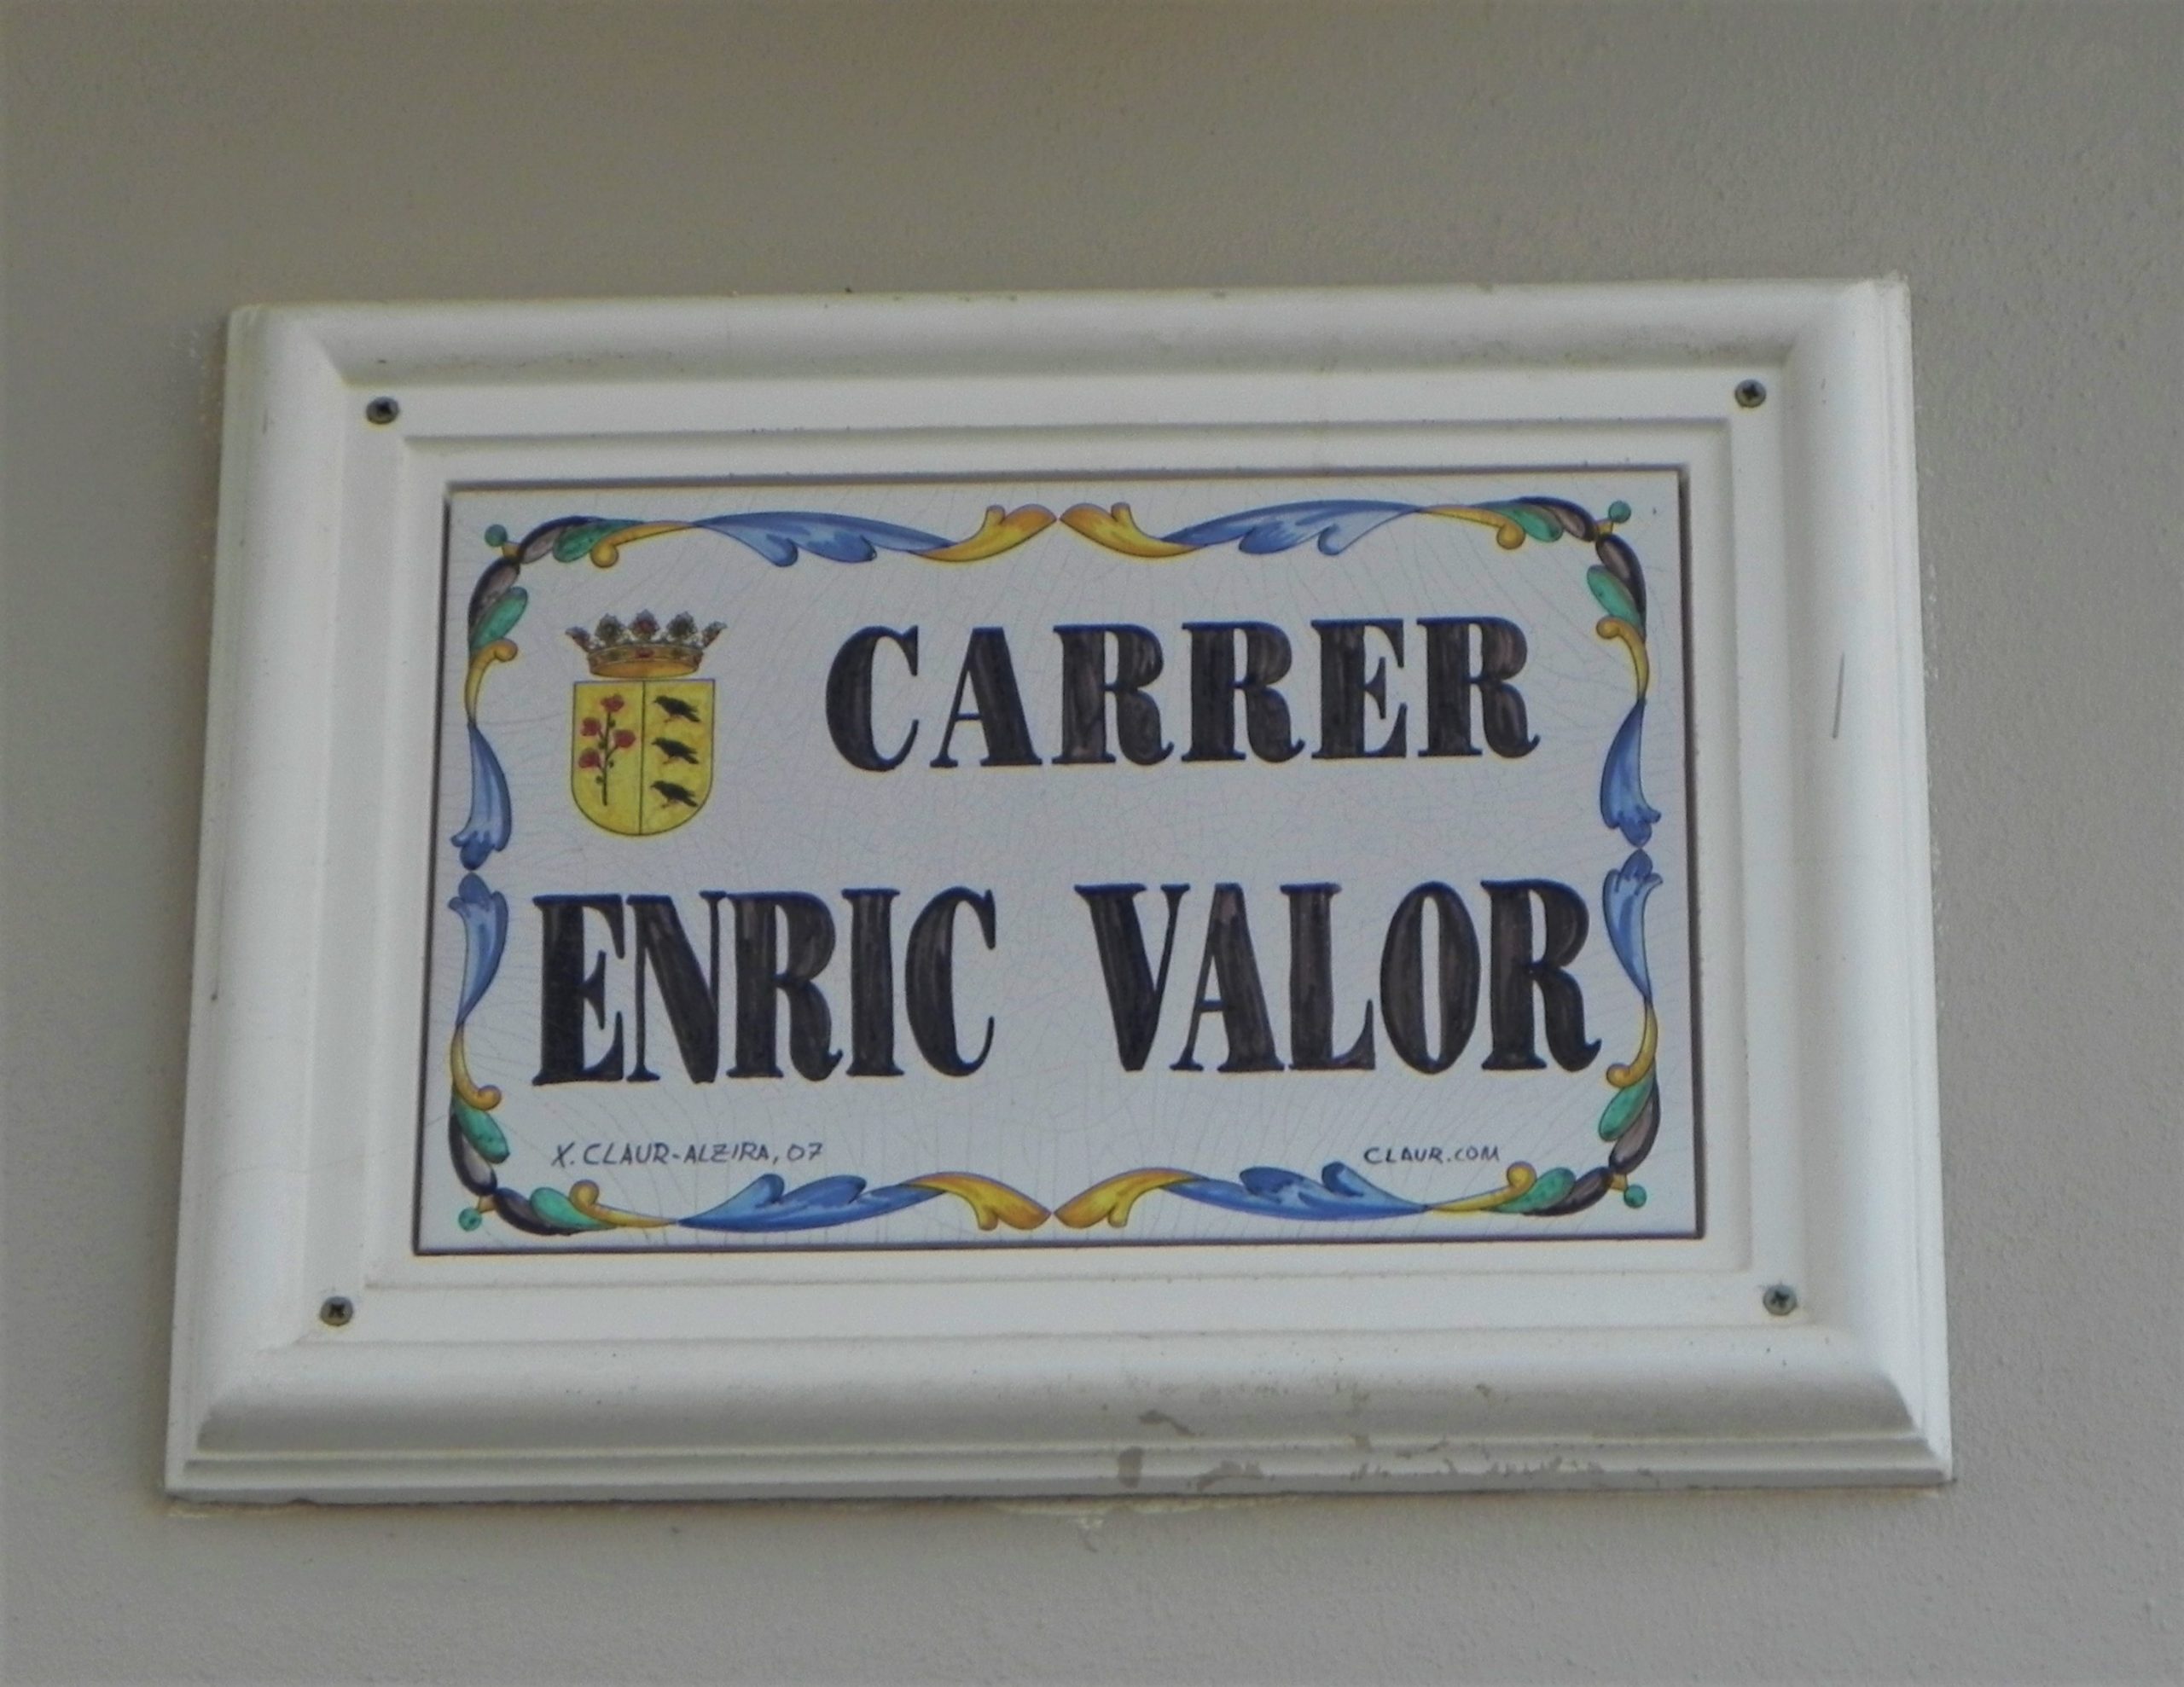 CARRER
ENRIC VALOR
X. CLAUR-ALZIRA, 07
CLAUR.COM